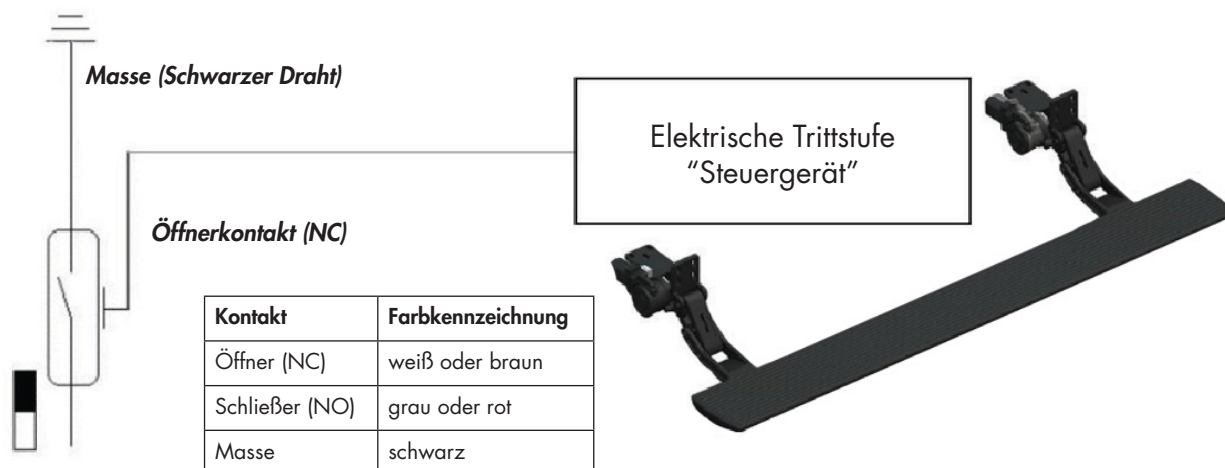 Masse (Schwarzer Draht)
Elektrische Trittstufe
“Steuergerät”
Öffnerkontakt (NC)
Kontakt Farbkennzeichnung
Öffner (NC) weiß oder braun
Schließer (NO) grau oder rot
Masse schwarz